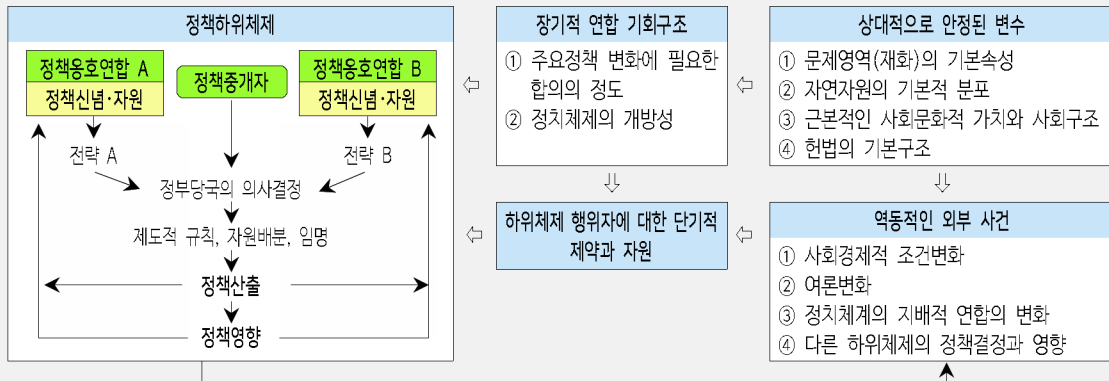 정책하위체제
정책옹호연합 A
정책신념·자원
정책중개자
정책옹호연합 B
정책신념·자원
전략 A
전략 B
정부당국의 의사결정
제도적 규칙, 자원배분, 임명
정책산출
정책영향
장기적 연합 기회구조
① 주요정책 변화에 필요한
합의의 정도
② 정치체제의 개방성
하위체제 행위자에 대한 단기적
제약과 자원
상대적으로 안정된 변수
① 문제영역(재화)의 기본속성
② 자연자원의 기본적 분포
③ 근본적인 사회문화적 가치와 사회구조
④ 헌법의 기본구조
역동적인 외부 사건
① 사회경제적 조건변화
② 여론변화
③ 정치체계의 지배적 연합의 변화
④ 다른 하위체제의 정책결정과 영향